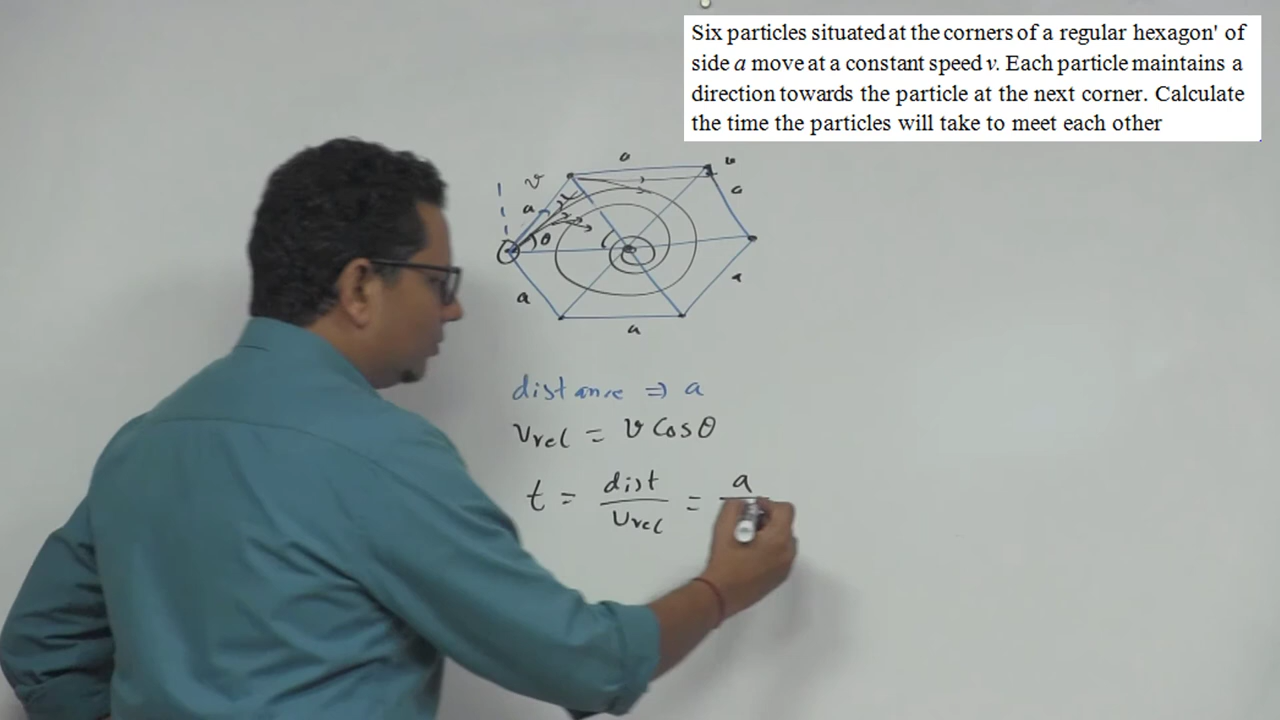 Six particles situated at the corners of a regular hexagon' of
side a move at a constant speed v. Each particle maintains a
direction towards the particle at the next corner. Calculate
the time the particles will take to meet each other
a
v
a
a
θ
a
a
a
distance ⇒ a
Vrel = v Cosθ
t = dist / Vrel = a